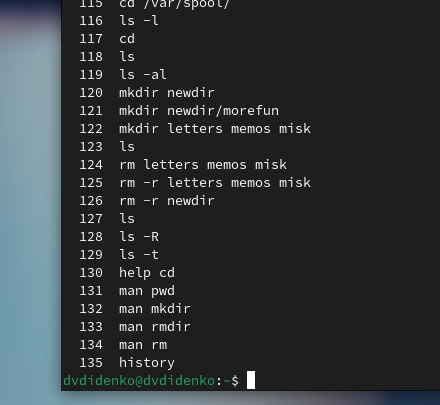 115 cd /var/spool/
116 ls -l
117 cd
118 ls
119 ls -al
120 mkdir newdir
121 mkdir newdir/morefun
122 mkdir letters memos misk
123 ls
124 rm letters memos misk
125 rm -r letters memos misk
126 rm -r newdir
127 ls
128 ls -R
129 ls -t
130 help cd
131 man pwd
132 man mkdir
133 man rmdir
134 man rm
135 history
dvdidenko@dvdidenko:~$